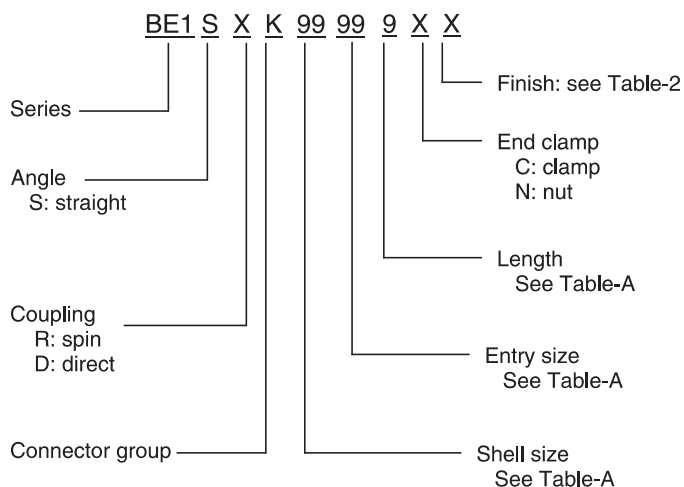 BE1 S X K 99 99 9 X X
Series
Angle
S: straight
Coupling
R: spin
D: direct
Connector group
Finish: see Table-2
End clamp
C: clamp
N: nut
Length
See Table-A
Entry size
See Table-A
Shell size
See Table-A